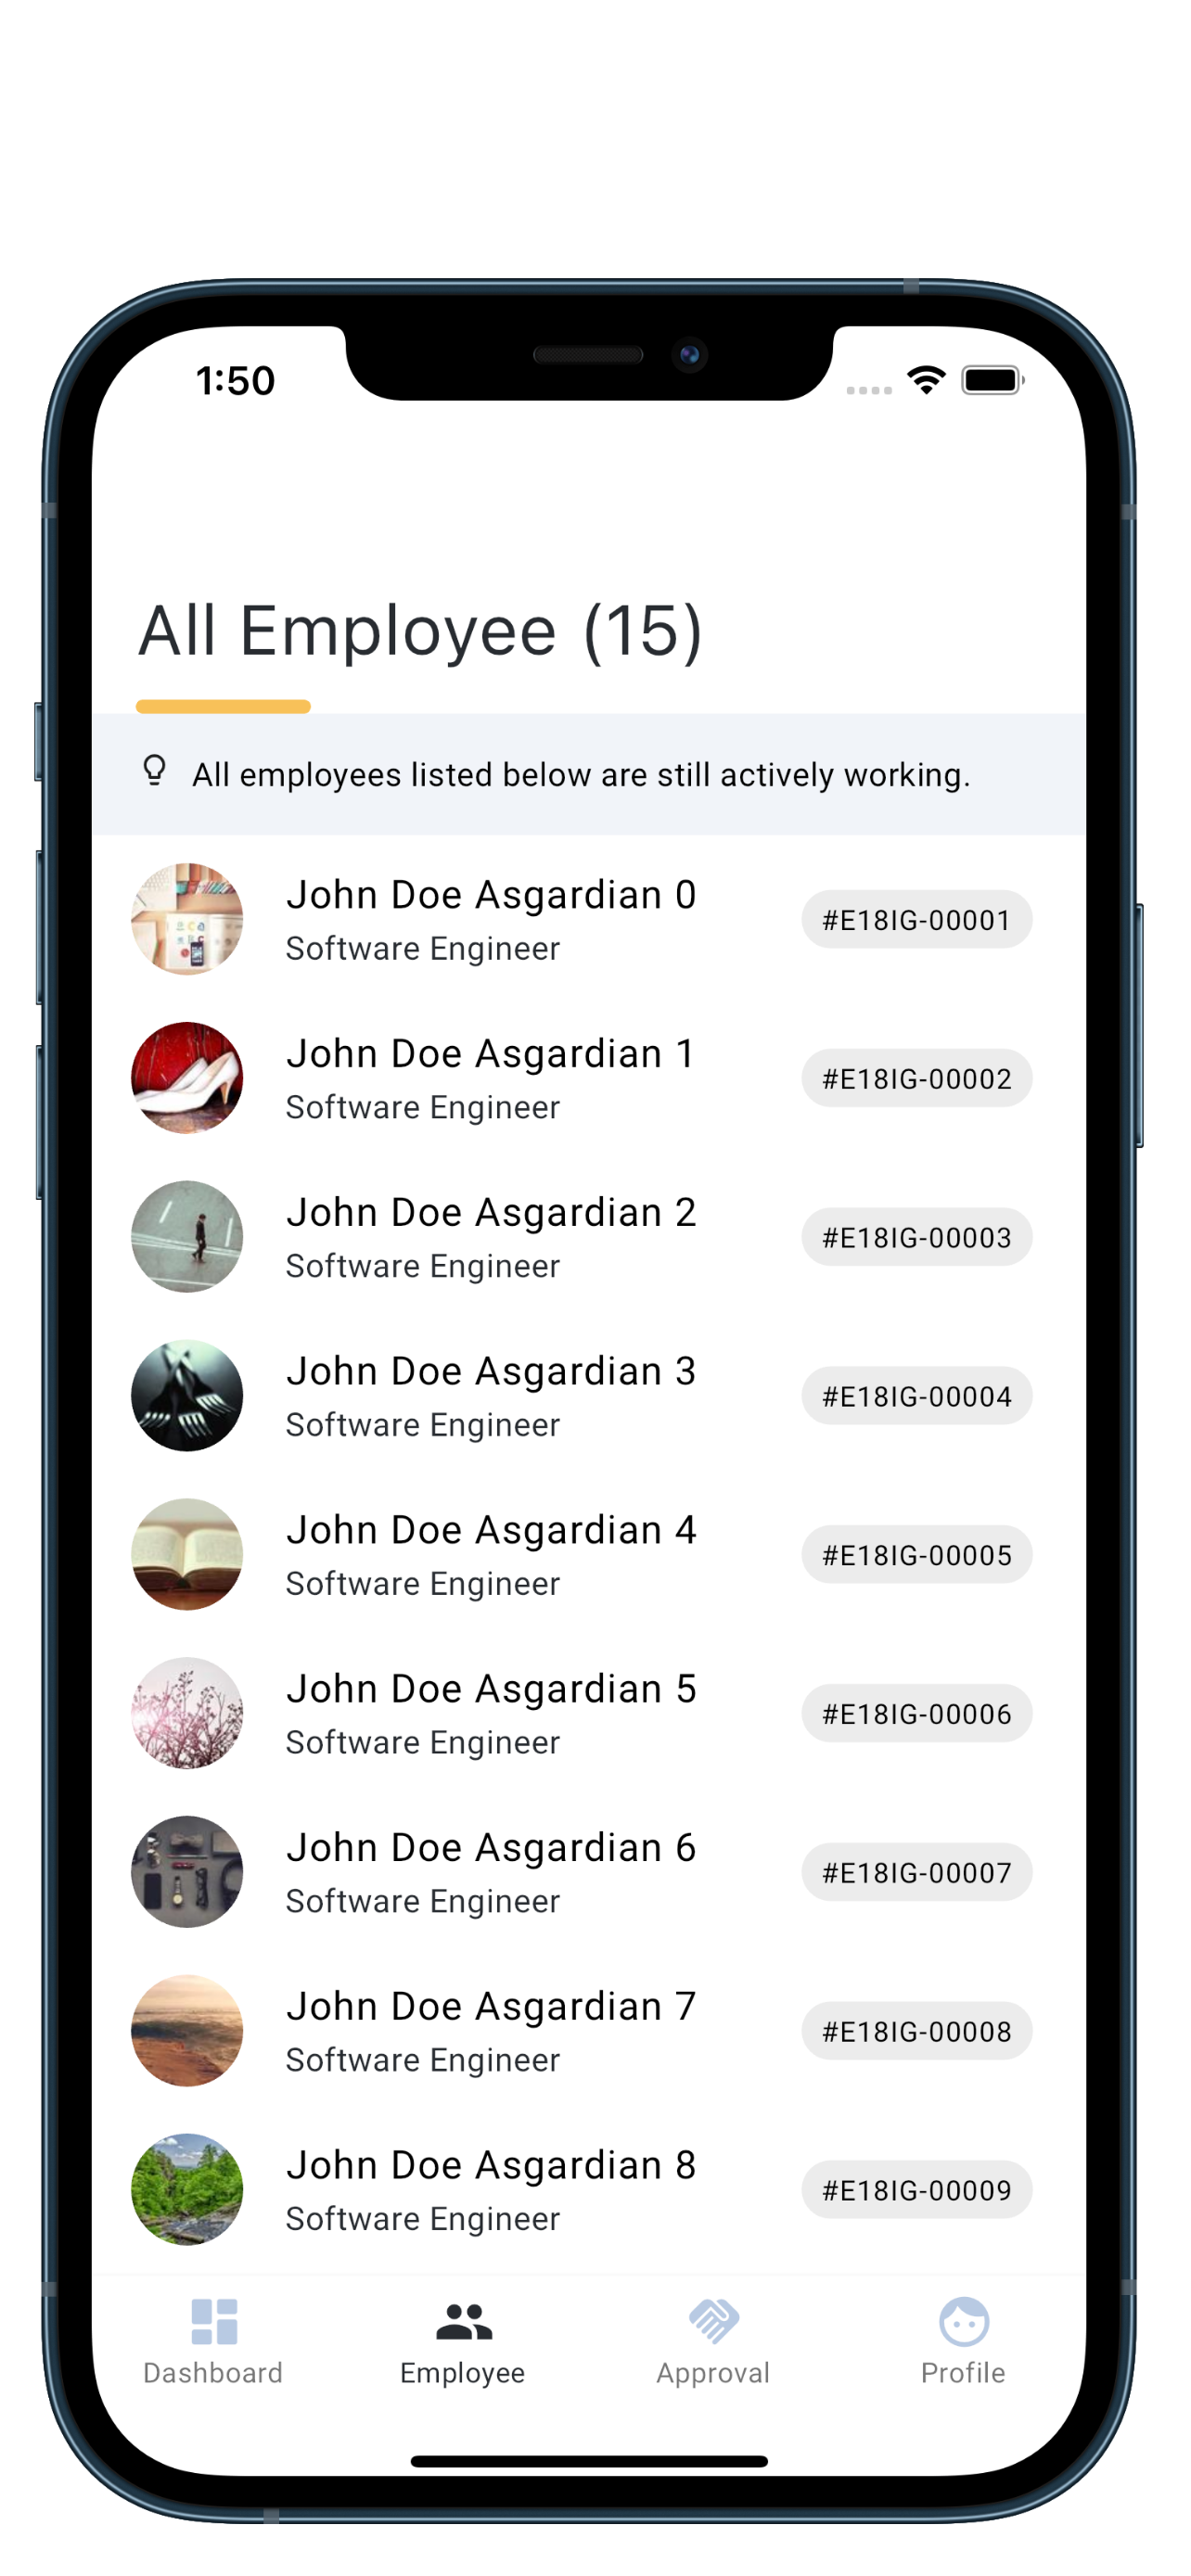 1:50
All Employee (15)
All employees listed below are still actively working.
John Doe Asgardian 0
Software Engineer
#E18IG-00001
John Doe Asgardian 1
Software Engineer
#E18IG-00002
John Doe Asgardian 2
Software Engineer
#E18IG-00003
John Doe Asgardian 3
Software Engineer
#E18IG-00004
John Doe Asgardian 4
Software Engineer
#E18IG-00005
John Doe Asgardian 5
Software Engineer
#E18IG-00006
John Doe Asgardian 6
Software Engineer
#E18IG-00007
John Doe Asgardian 7
Software Engineer
#E18IG-00008
John Doe Asgardian 8
Software Engineer
#E18IG-00009
Dashboard Employee Approval Profile